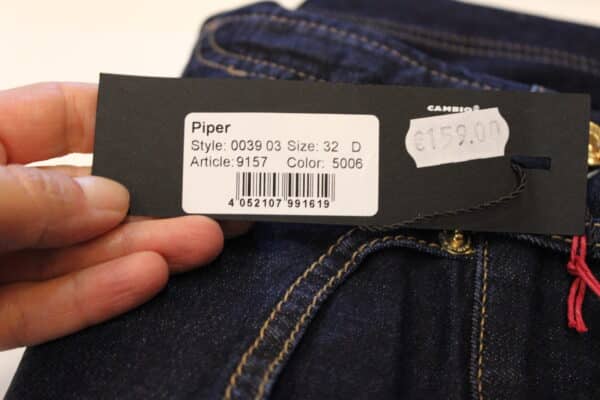 CAMBIO®
€159.00
Piper
Style: 0039 03 Size: 32 D
Article: 9157 Color: 5006
4 052107 991619